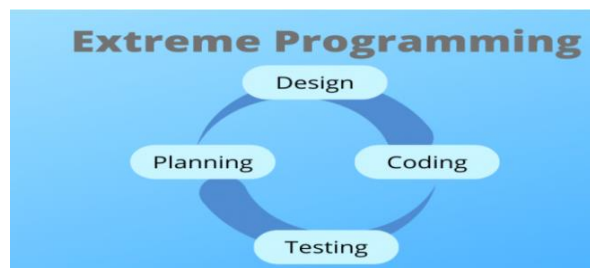 Extreme Programming
Design
Planning
Coding
Testing